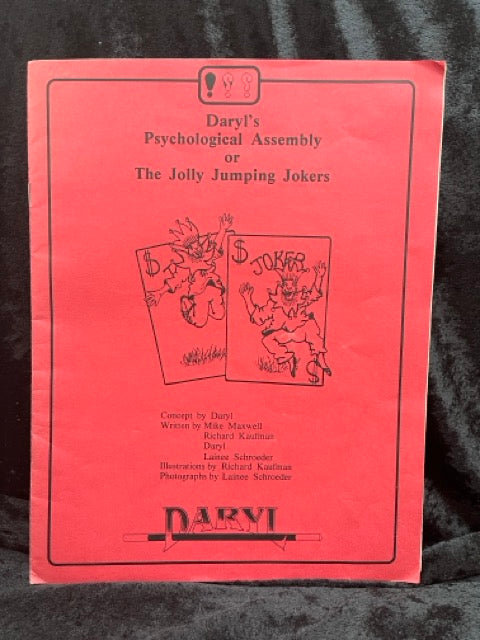 Daryl's
Psychological Assembly
or
The Jolly Jumping Jokers
$
$
JOKER
$
Concept by Daryl
Written by Mike Maxwell
Richard Kaufman
Daryl
Lainee Schroeder
Illustrations by Richard Kaufman
Photographs by Lainee Schroeder
DARYL